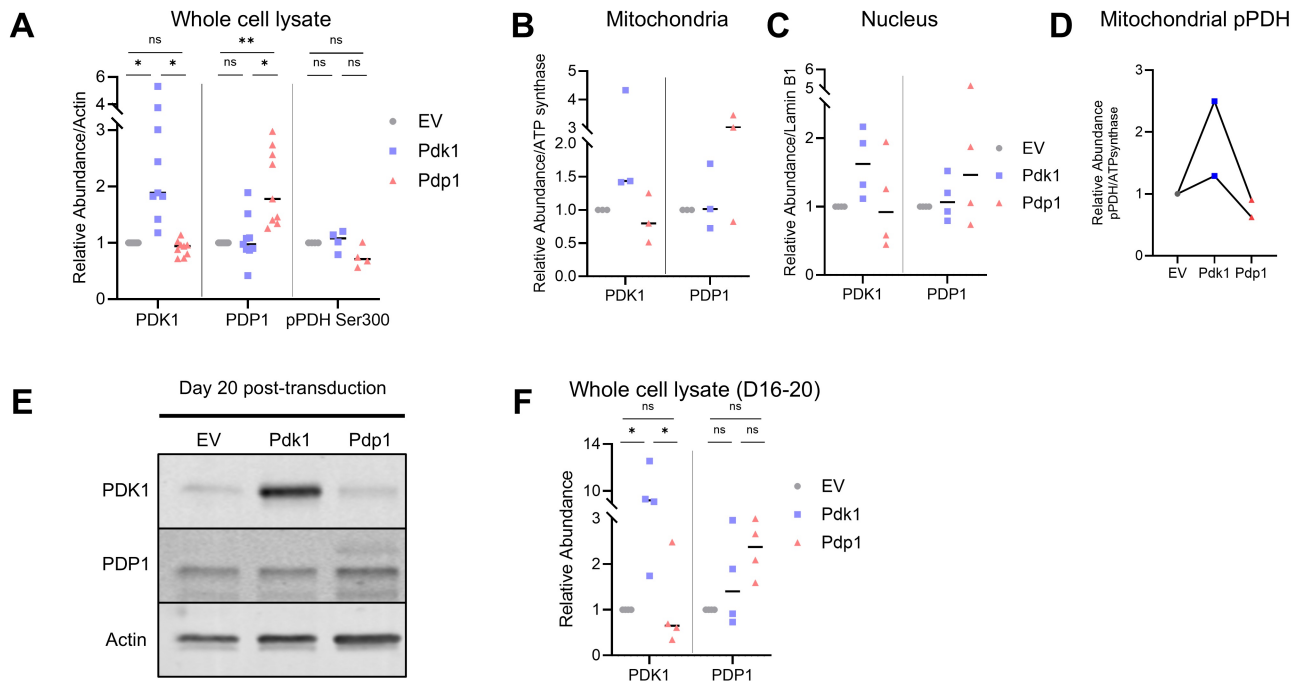 A
Whole cell lysate
ns
**
ns
*
*
ns
*
ns
ns
Relative Abundance/Actin
6
4
3
2
1
0
PDK1
PDP1
pPDH Ser300
EV
Pdk1
Pdp1
B
Mitochondria
Relative Abundance/ATP synthase
5
4
3
2.0
1.5
1.0
0.5
0.0
PDK1
PDP1
C
Nucleus
Relative Abundance/Lamin B1
6
5
2
1
0
PDK1
PDP1
EV
Pdk1
Pdp1
D
Mitochondrial pPDH
Relative Abundance
pPDH/ATPsynthase
3
2
1
0
EV
Pdk1
Pdp1
E
Day 20 post-transduction
EV
Pdk1
Pdp1
PDK1
PDP1
Actin
F
Whole cell lysate (D16-20)
ns
ns
*
*
ns
ns
Relative Abundance
14
10
3
2
1
0
PDK1
PDP1
EV
Pdk1
Pdp1